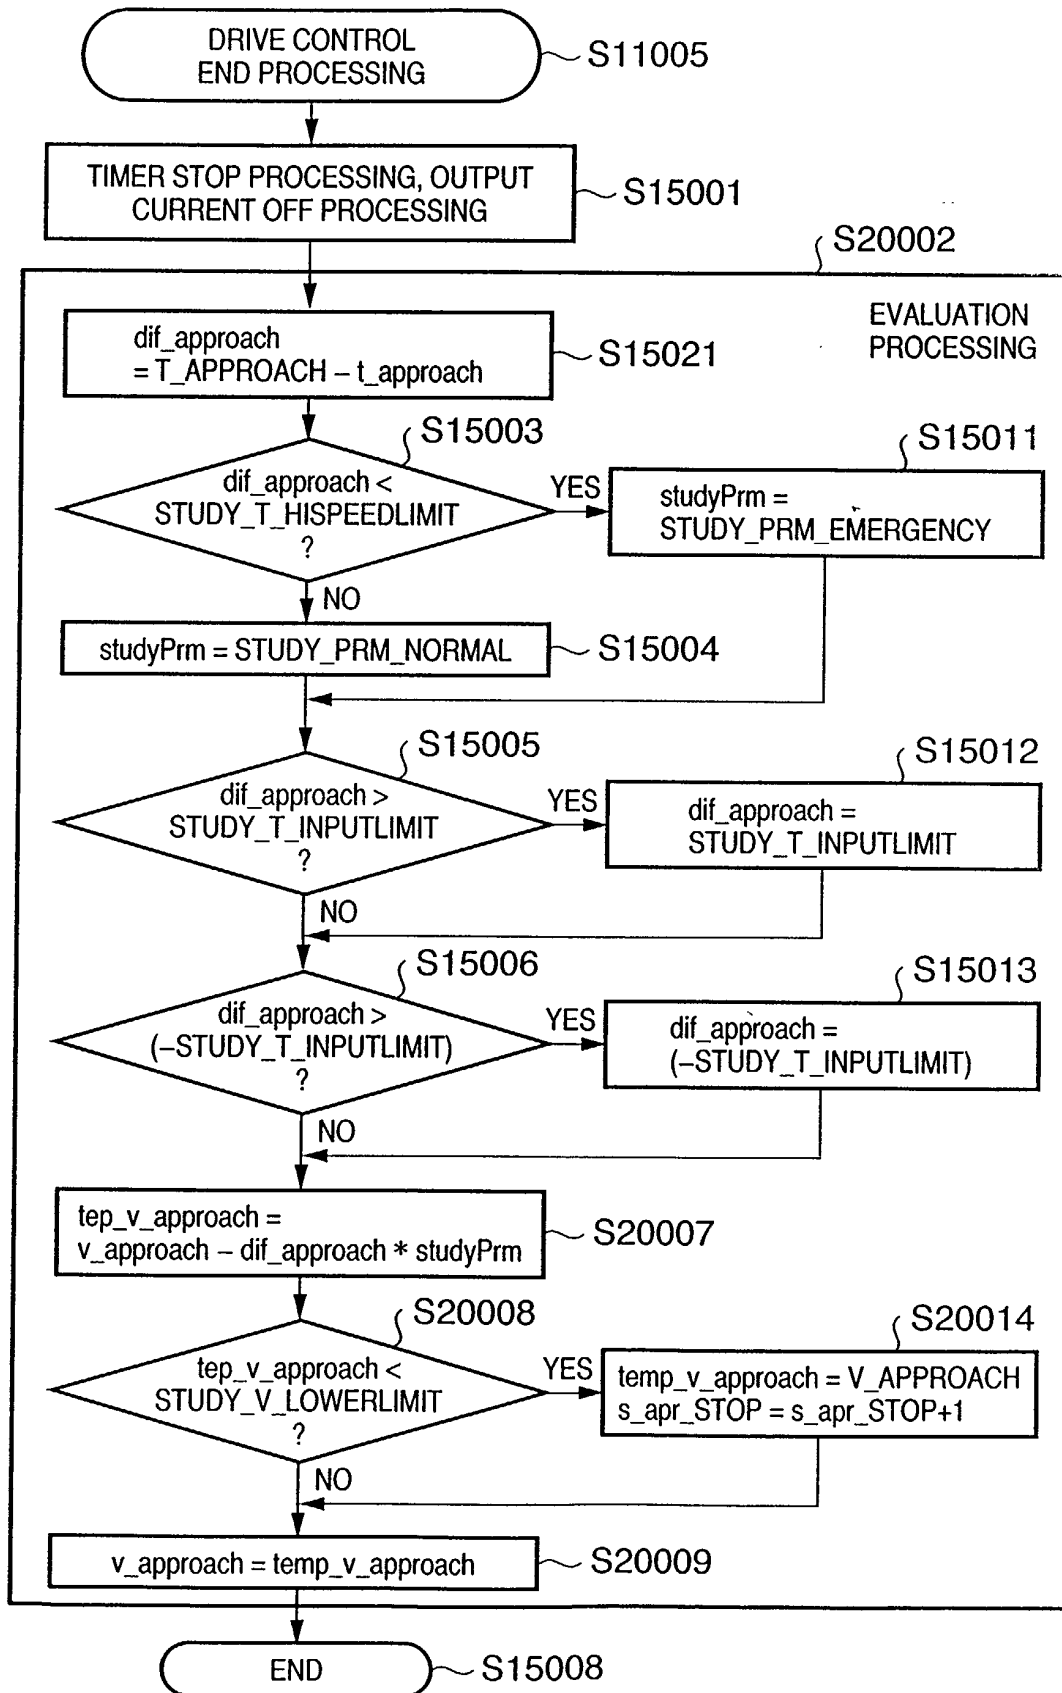 DRIVE CONTROL
END PROCESSING
S11005
TIMER STOP PROCESSING, OUTPUT
CURRENT OFF PROCESSING
S15001
S20002
EVALUATION
PROCESSING
dif_approach
= T_APPROACH – t_approach
S15021
S15003
dif_approach <
STUDY_T_HISPEEDLIMIT
?
YES
S15011
studyPrm =
STUDY_PRM_EMERGENCY
NO
studyPrm = STUDY_PRM_NORMAL
S15004
S15005
dif_approach >
STUDY_T_INPUTLIMIT
?
YES
S15012
dif_approach =
STUDY_T_INPUTLIMIT
NO
S15006
dif_approach >
(–STUDY_T_INPUTLIMIT)
?
YES
S15013
dif_approach =
(–STUDY_T_INPUTLIMIT)
NO
tep_v_approach =
v_approach – dif_approach * studyPrm
S20007
S20008
tep_v_approach <
STUDY_V_LOWERLIMIT
?
YES
S20014
temp_v_approach = V_APPROACH
s_apr_STOP = s_apr_STOP+1
NO
v_approach = temp_v_approach
S20009
END
S15008